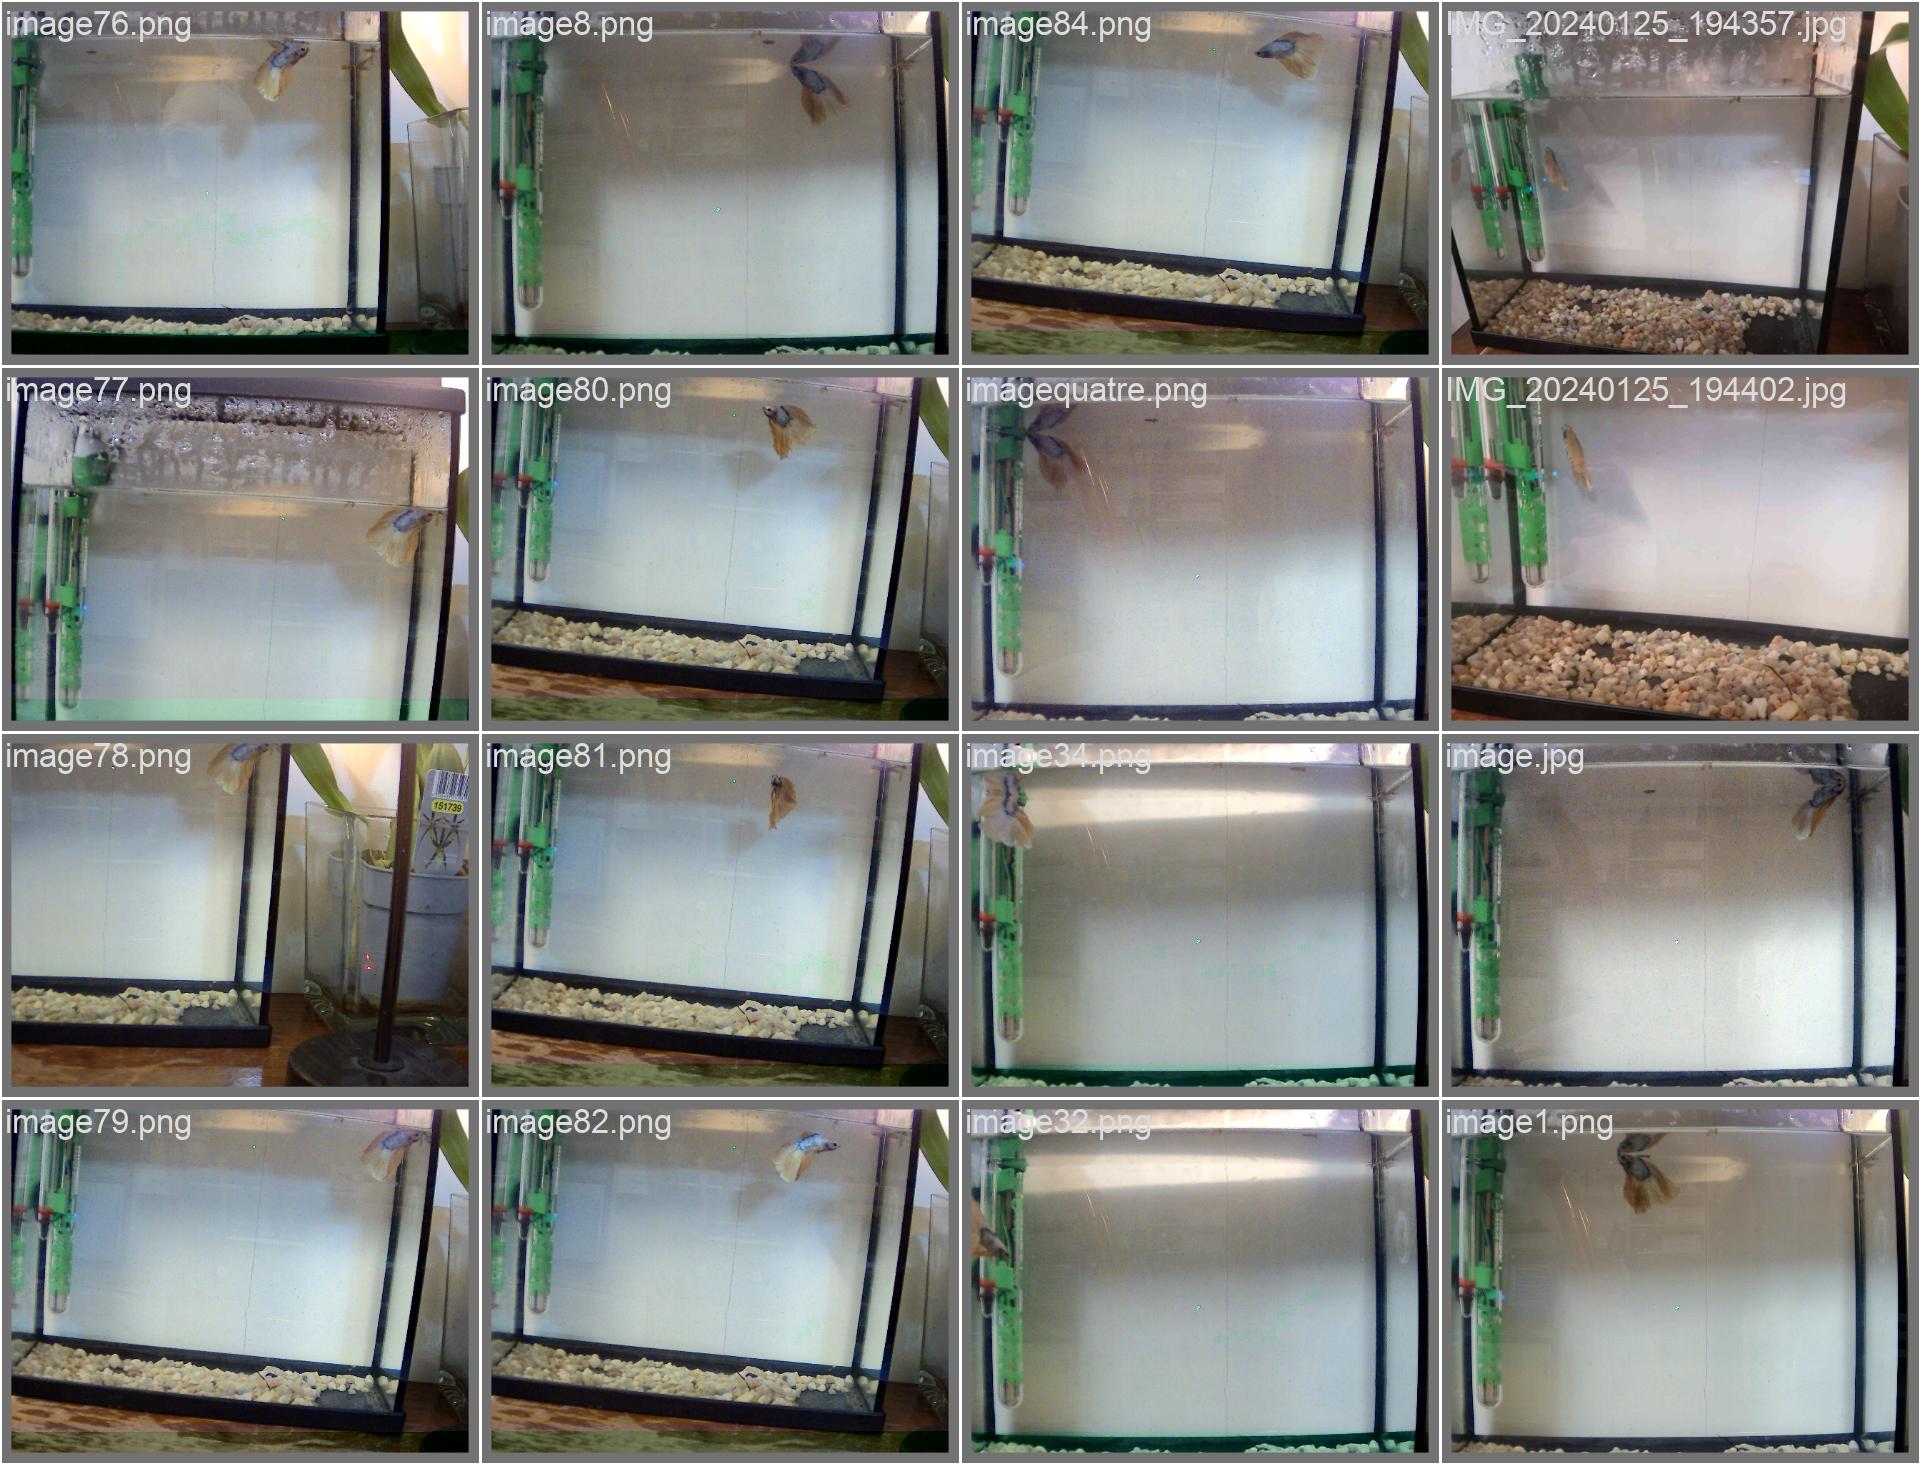 image76.png
image8.png
image84.png
IMG_20240125_194357.jpg
image77.png
image80.png
imagequatre.png
IMG_20240125_194402.jpg
image78.png
151739
image81.png
image34.png
image.jpg
image79.png
image82.png
image32.png
image1.png